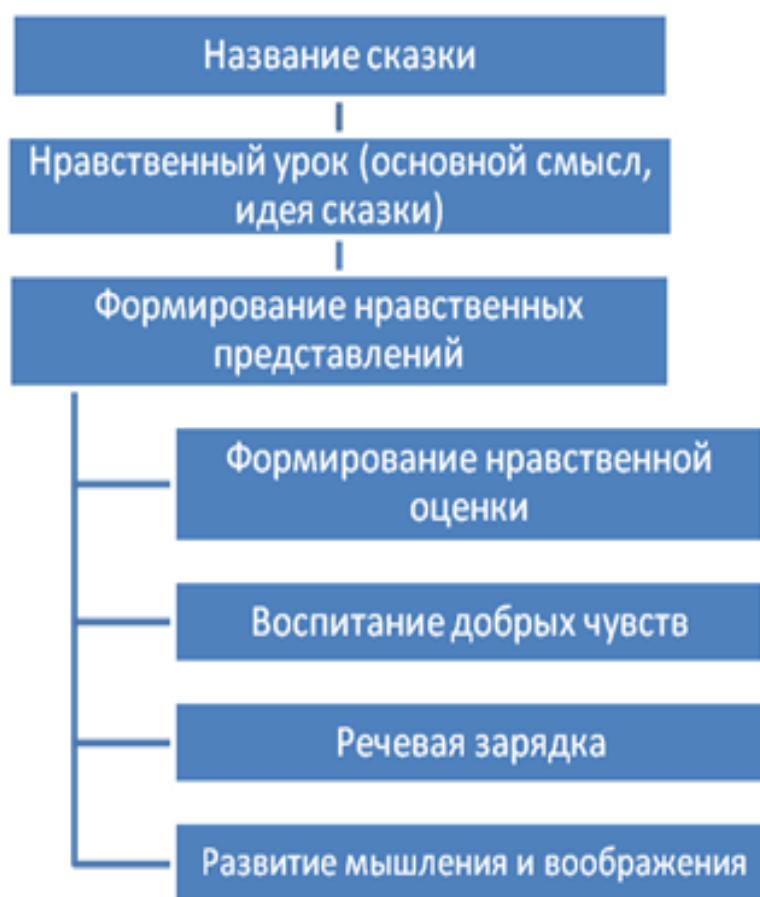 Название сказки
Нравственный урок (основной смысл,
идея сказки)
Формирование нравственных
представлений
Формирование нравственной
оценки
Воспитание добрых чувств
Речевая зарядка
Развитие мышления и воображения